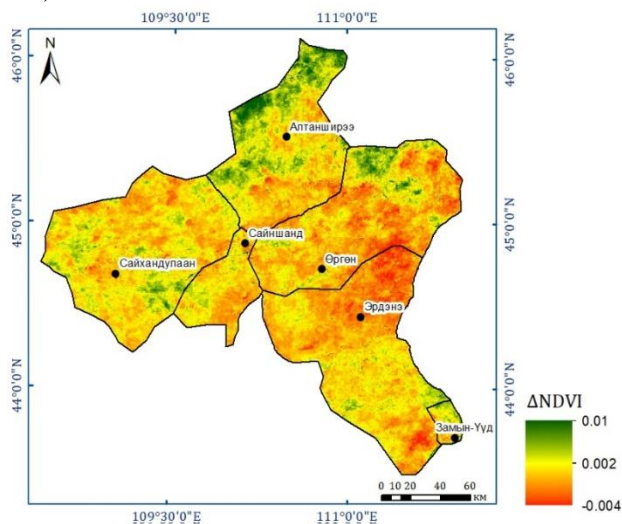 109°30'0"E
111°0'0"E
N
46°0'0"N
46°0'0"N
Алтанширээ
45°0'0"N
45°0'0"N
Сайншанд
Өргөн
Сайхандулаан
Эрдэнэ
44°0'0"N
44°0'0"N
ΔNDVI
0.01
0.002
-0.004
Замын-Үүд
0 10 20 40 60
КМ
109°30'0"E
111°0'0"E